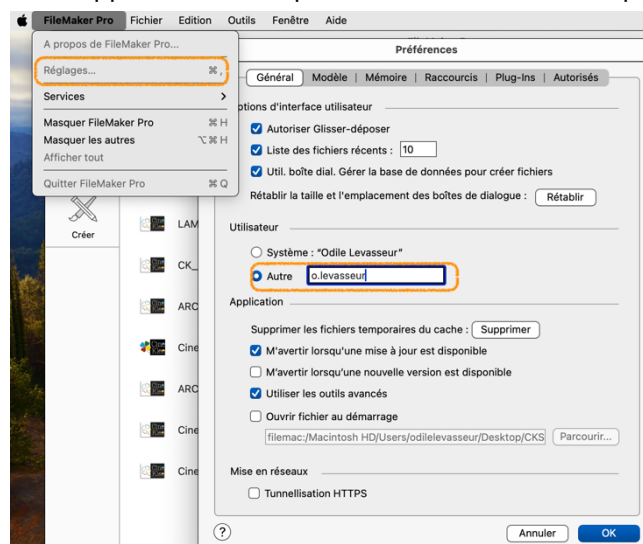 FileMaker Pro Fichier Edition Outils Fenêtre Aide
A propos de FileMaker Pro...
Réglages... ⌘ ,
Services >
Masquer FileMaker Pro ⌘ H
Masquer les autres ⌥ ⌘ H
Afficher tout
Quitter FileMaker Pro ⌘ Q
Créer
LAM
CK_
ARC
Cine
ARC
Cine
Cine
Préférences
Général | Modèle | Mémoire | Raccourcis | Plug-Ins | Autorisés
d'interface utilisateur
Autoriser Glisser-déposer
Liste des fichiers récents : 10
Util. boîte dial. Gérer la base de données pour créer fichiers
Rétablir la taille et l'emplacement des boîtes de dialogue : Rétablir
Utilisateur
Système : "Odile Levasseur"
Autre o.levasseur
Application
Supprimer les fichiers temporaires du cache : Supprimer
M'avertir lorsqu'une mise à jour est disponible
M'avertir lorsqu'une nouvelle version est disponible
Utiliser les outils avancés
Ouvrir fichier au démarrage
filemac:/Macintosh HD/Users/odilelevasseur/Desktop/CKS Parcourir...
Mise en réseaux
Tunnellisation HTTPS
? Annuler OK